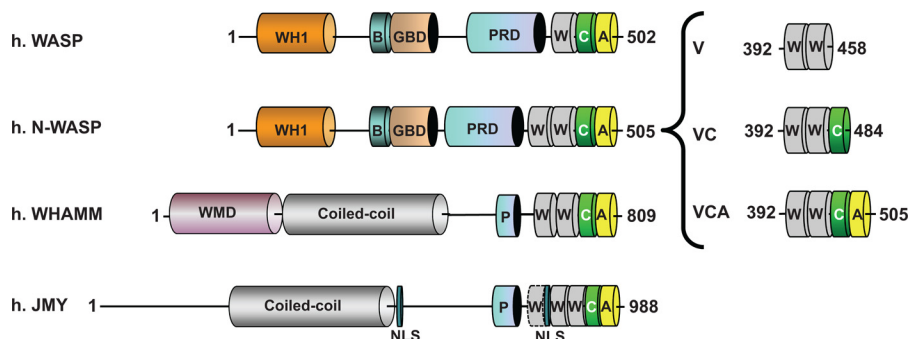 h. WASP 1 WH1 B GBD PRD W C A 502
V 392 W W 458
h. N-WASP 1 WH1 B GBD PRD W W C A 505
VC 392 W W C 484
h. WHAMM 1 WMD Coiled-coil P W W C A 809
VCA 392 W W C A 505
h. JMY 1 Coiled-coil P W W W C A 988
NLS NLS